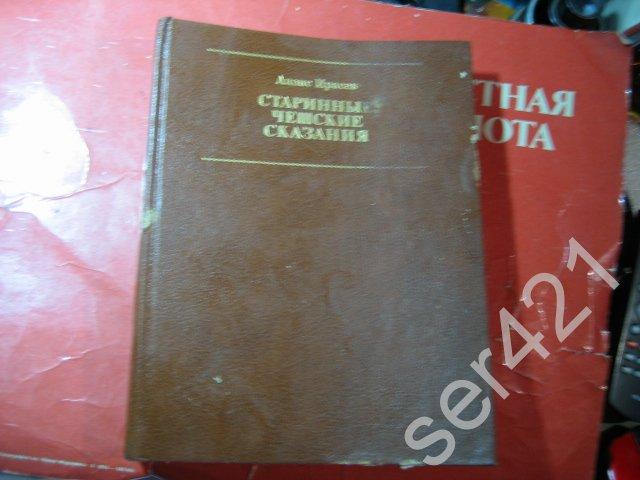 Алоис Ирасек
СТАРИННЫЕ
ЧЕШСКИЕ
СКАЗАНИЯ
ТНАЯ
ОТА
ser421